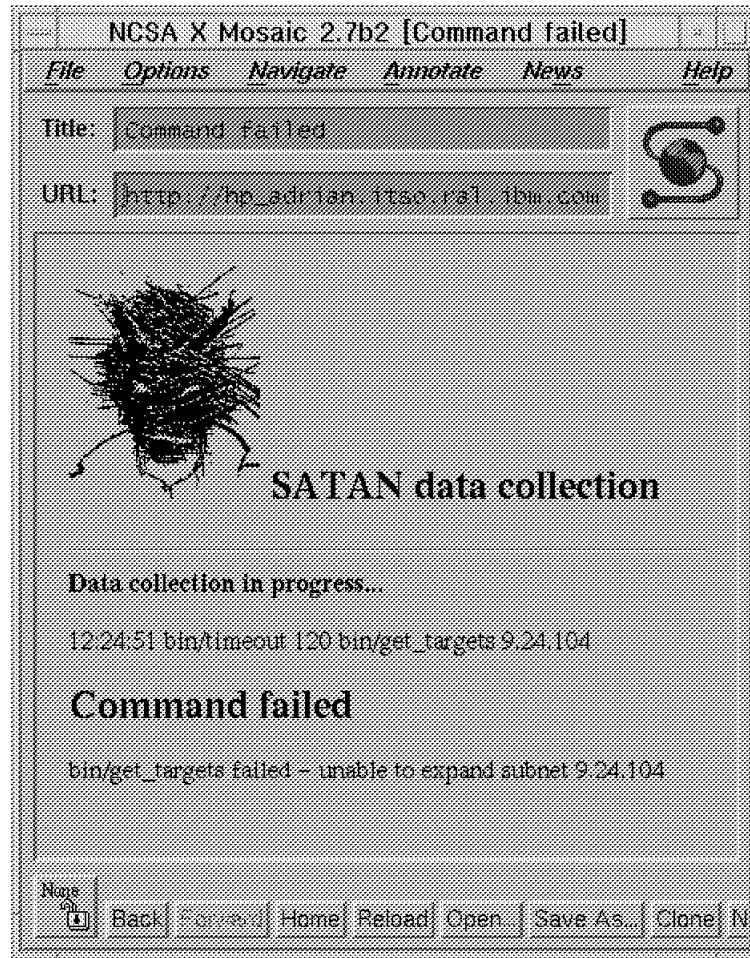 NCSA X Mosaic 2.7b2 [Command failed]
File Options Navigate Annotate News Help
Title: Command failed
URL: http://hp_adrian.itso.ral.ibm.com
SATAN data collection
Data collection in progress...
12:24:51 bin/timeout 120 bin/get_targets 9.24.104
Command failed
bin/get_targets failed – unable to expand subnet 9.24.104
None
Back Forward Home Reload Open... Save As... Clone N